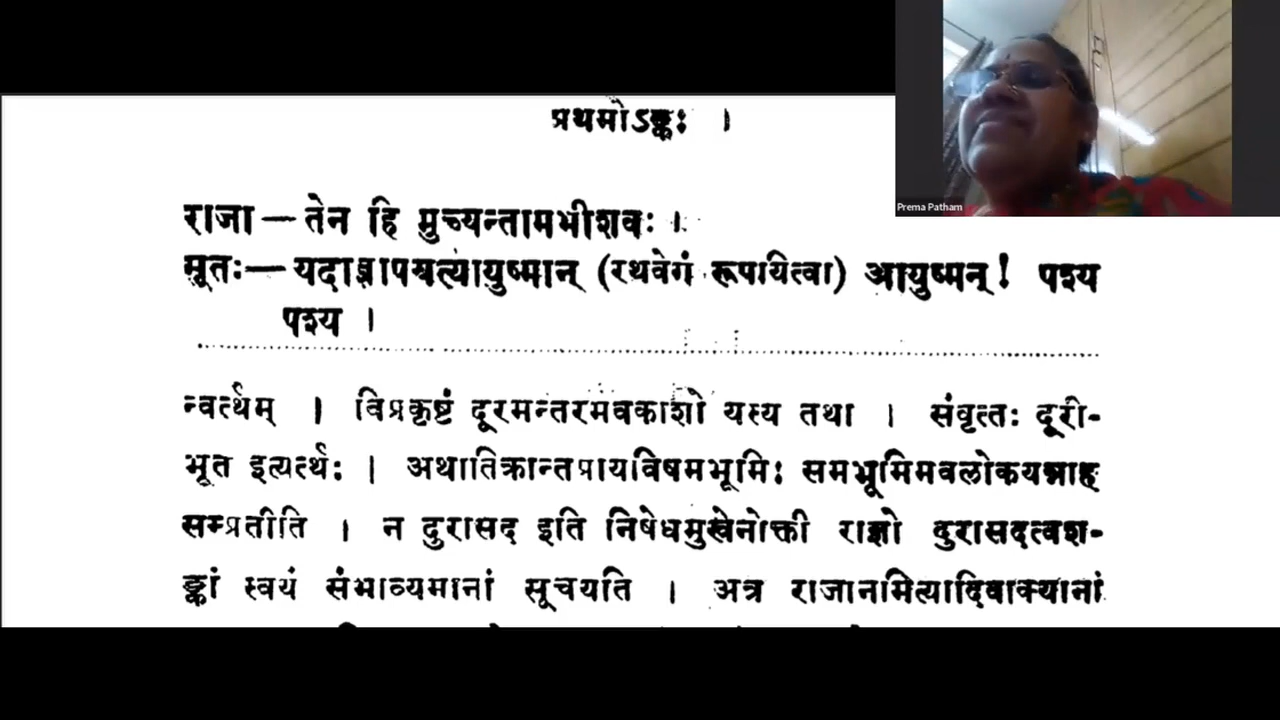 प्रथमोऽङ्कः ।
राजा — तेन हि मुच्यन्तामभीशवः ।
सूतः — यदाज्ञापयत्यायुष्मान् (रथवेगं रूपयित्वा) आयुष्मन् ! पश्य
पश्य ।
न्वर्त्थम् । विप्रकृष्टं दूरमन्तरमवकाशो यस्य तथा । संवृत्तः दूरी-
भूत इत्यर्त्थः । अथातिक्रान्तप्रायविषमभूमिः समभूमिमवलोकयन्नाह
सम्प्रतीति । न दुरासद इति निषेधमुखेनोक्ती राज्ञो दुरासदत्वश-
ङ्कां स्वयं संभाव्यमानां सूचयति । अत्र राजानमित्यादिवाक्यानां
Prema Patham